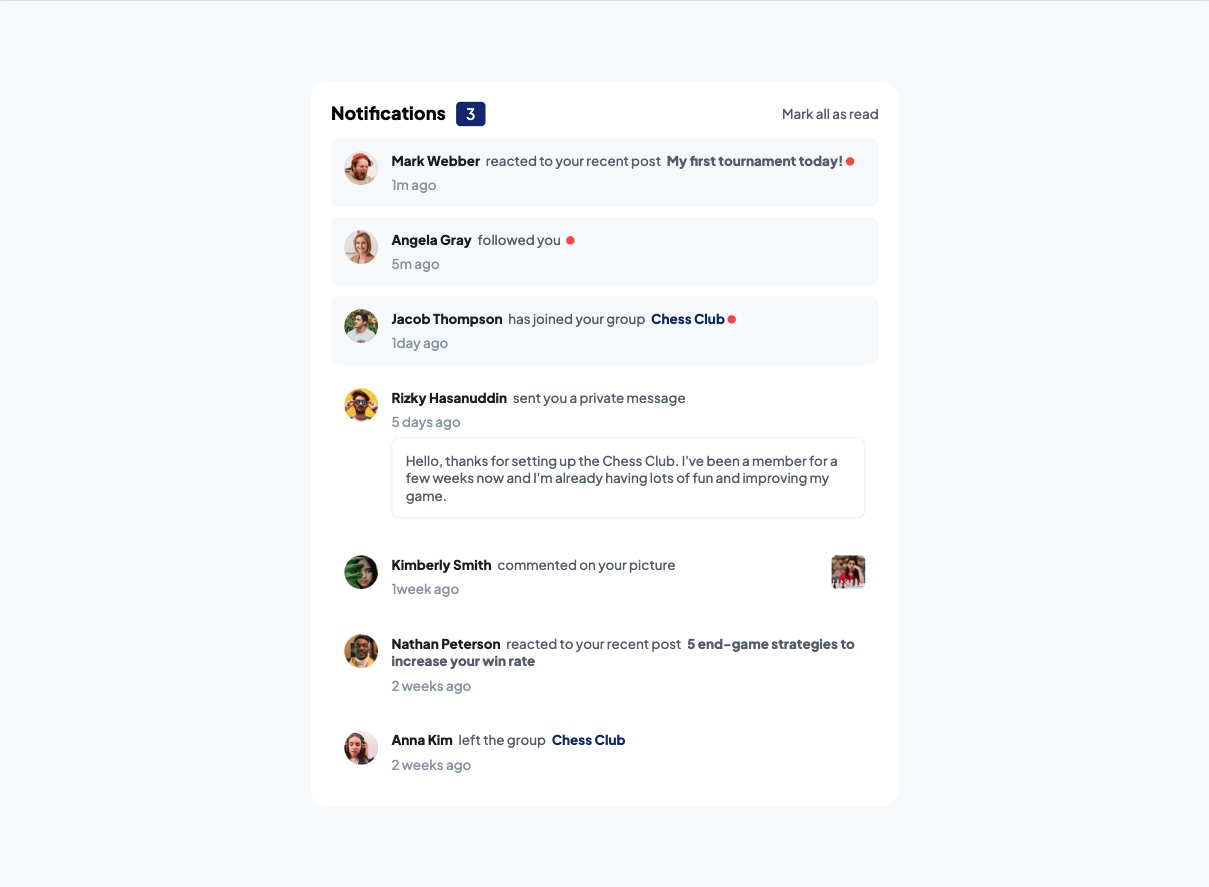 Notifications 3 Mark all as read
Mark Webber reacted to your recent post My first tournament today!
1m ago
Angela Gray followed you
5m ago
Jacob Thompson has joined your group Chess Club
1day ago
Rizky Hasanuddin sent you a private message
5 days ago
Hello, thanks for setting up the Chess Club. I've been a member for a
few weeks now and I'm already having lots of fun and improving my
game.
Kimberly Smith commented on your picture
1week ago
Nathan Peterson reacted to your recent post 5 end-game strategies to
increase your win rate
2 weeks ago
Anna Kim left the group Chess Club
2 weeks ago